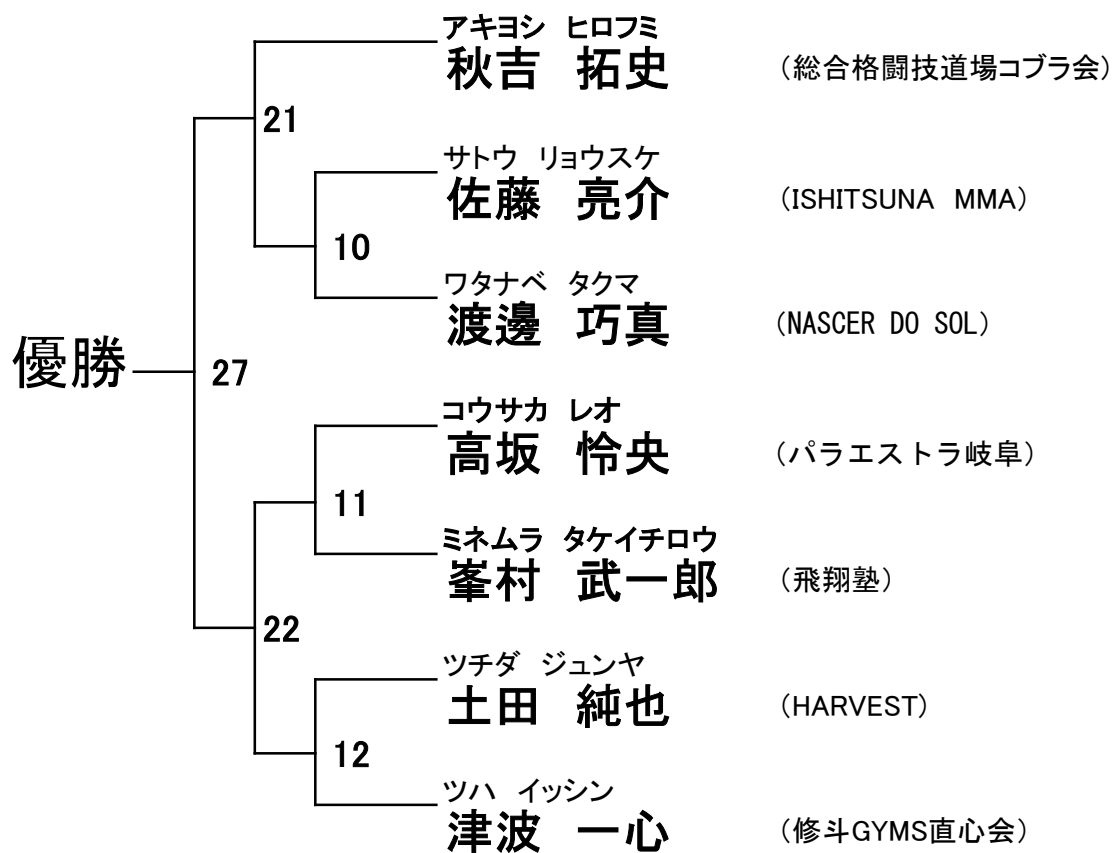 アキヨシ ヒロフミ
秋吉 拓史 (総合格闘技道場コブラ会)
21
サトウ リョウスケ
佐藤 亮介 (ISHITSUNA MMA)
10
ワタナベ タクマ
渡邊 巧真 (NASCER DO SOL)
優勝 27
コウサカ レオ
高坂 怜央 (パラエストラ岐阜)
11
ミネムラ タケイチロウ
峯村 武一郎 (飛翔塾)
22
ツチダ ジュンヤ
土田 純也 (HARVEST)
12
ツハ イッシン
津波 一心 (修斗GYMS直心会)